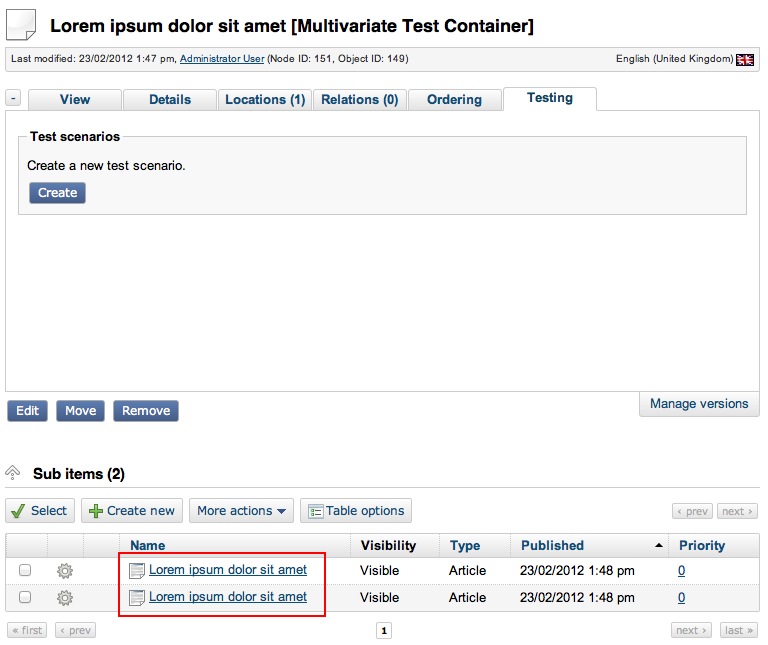 Lorem ipsum dolor sit amet [Multivariate Test Container]
Last modified: 23/02/2012 1:47 pm, Administrator User (Node ID: 151, Object ID: 149) English (United Kingdom)
- View Details Locations (1) Relations (0) Ordering Testing
Test scenarios
Create a new test scenario.
Create
Edit Move Remove Manage versions
Sub items (2)
Select Create new More actions Table options ‹ prev next ›
Name Visibility Type Published Priority
Lorem ipsum dolor sit amet Visible Article 23/02/2012 1:48 pm 0
Lorem ipsum dolor sit amet Visible Article 23/02/2012 1:48 pm 0
« first ‹ prev 1 next › last »